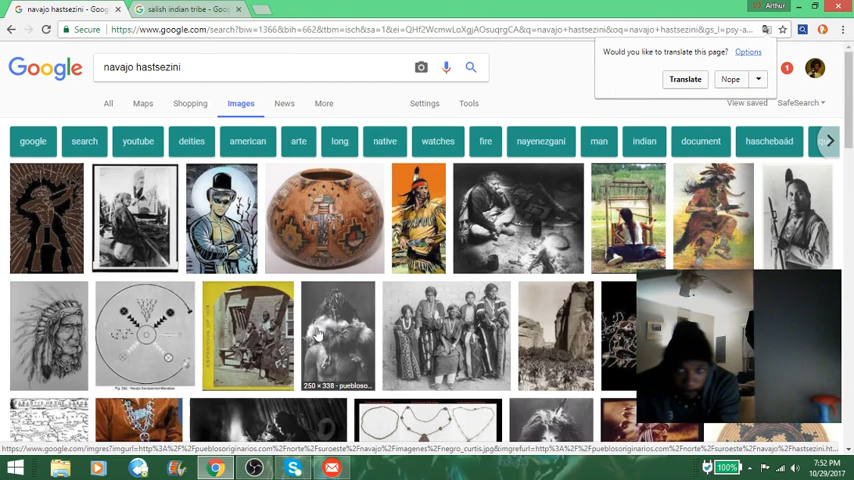 navajo hastsezini - Goo
salish indian tribe - Goo
Arthur
Secure
https://www.google.com/search?biw=1366&bih=662&tbm=isch&sa=1&ei=QHf2WcmwLoXgjAOsuqrgCA&q=navajo+hastsezini&oq=navajo+hastsezini&gs_l=psy-a...
Would you like to translate this page? Options
Google
navajo hastsezini
Translate
Nope
1
All
Maps
Shopping
Images
News
More
Settings
Tools
View saved
SafeSearch
google
search
youtube
deities
american
arte
long
native
watches
fire
nayenezgani
man
indian
document
haschebaád
250 × 338 - puebloso...
https://www.google.com/imgres?imgurl=http%3A%2F%2Fpueblosoriginarios.com%2Fnorte%2Fsuroeste%2Fnavajo%2Fimagenes%2Fnegro_curtis.jpg&imgrefurl=http%3A%2F%2Fpueblosoriginarios.com%2Fnorte%2Fsuroeste%2Fnavajo%2Fhastsezini.ht...
100%
7:52 PM
10/29/2017